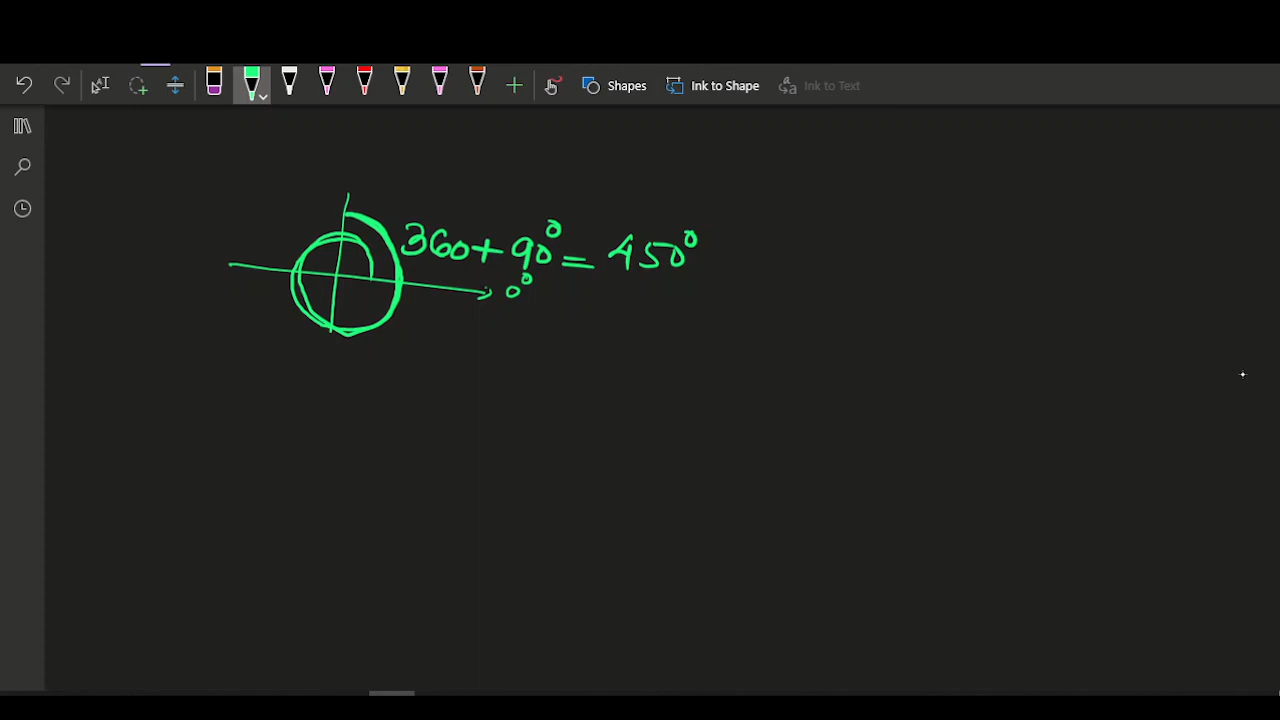 Shapes
Ink to Shape
Ink to Text
360+ 90° = 450°
0°